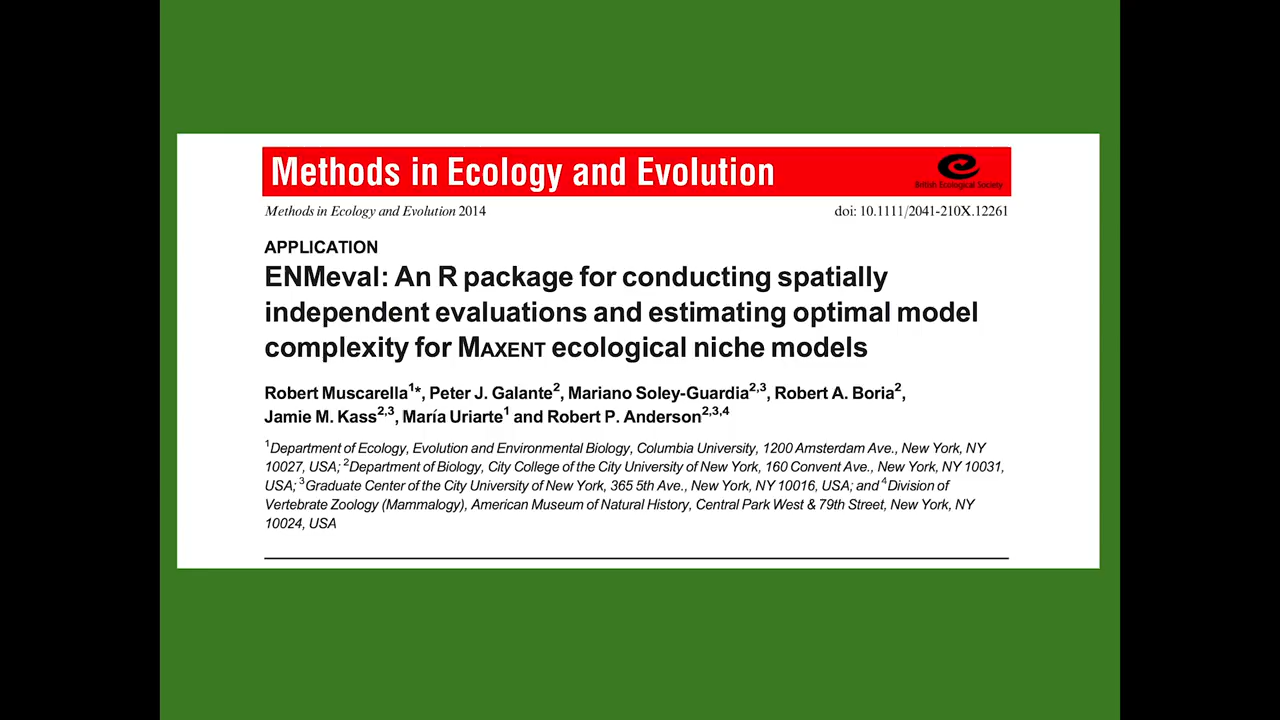 Methods in Ecology and Evolution
British Ecological Society
Methods in Ecology and Evolution 2014
doi: 10.1111/2041-210X.12261
APPLICATION
ENMeval: An R package for conducting spatially
independent evaluations and estimating optimal model
complexity for MAXENT ecological niche models
Robert Muscarella1*, Peter J. Galante2, Mariano Soley-Guardia2,3, Robert A. Boria2,
Jamie M. Kass2,3, María Uriarte1 and Robert P. Anderson2,3,4
1Department of Ecology, Evolution and Environmental Biology, Columbia University, 1200 Amsterdam Ave., New York, NY
10027, USA; 2Department of Biology, City College of the City University of New York, 160 Convent Ave., New York, NY 10031,
USA; 3Graduate Center of the City University of New York, 365 5th Ave., New York, NY 10016, USA; and 4Division of
Vertebrate Zoology (Mammalogy), American Museum of Natural History, Central Park West & 79th Street, New York, NY
10024, USA